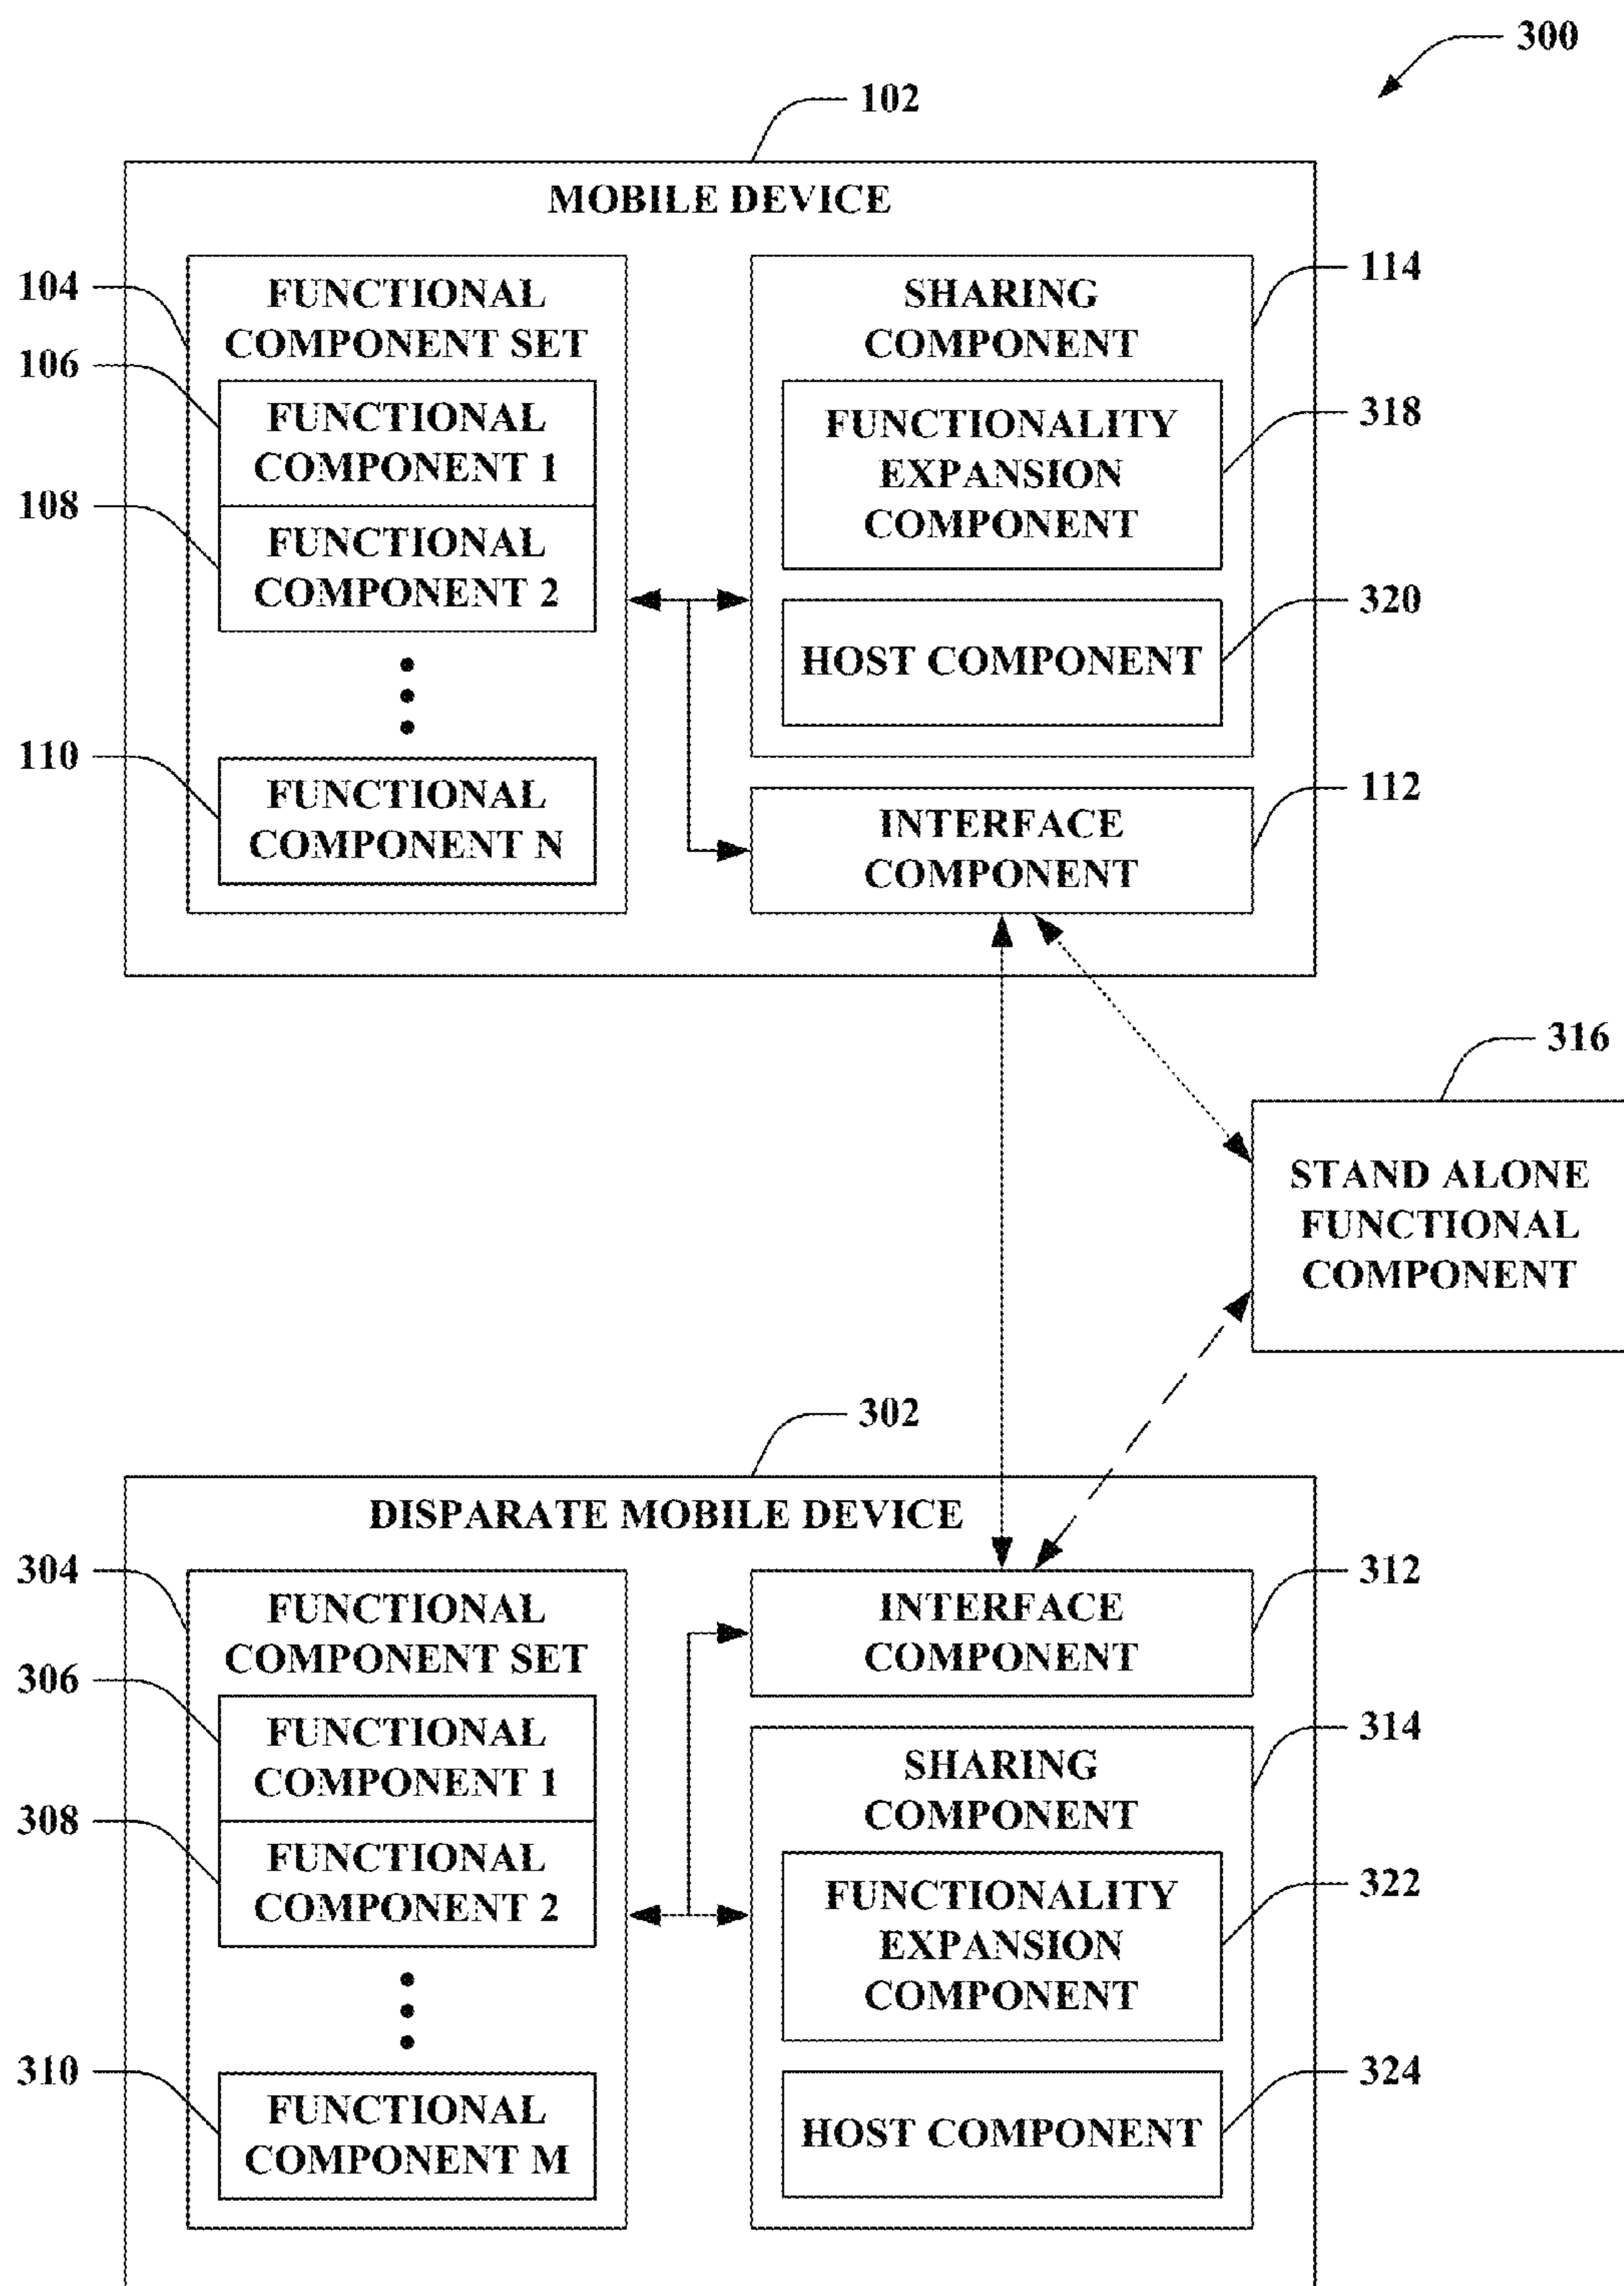 300
102
MOBILE DEVICE
104
FUNCTIONAL
COMPONENT SET
106
FUNCTIONAL
COMPONENT 1
108
FUNCTIONAL
COMPONENT 2
110
FUNCTIONAL
COMPONENT N
114
SHARING
COMPONENT
318
FUNCTIONALITY
EXPANSION
COMPONENT
320
HOST COMPONENT
112
INTERFACE
COMPONENT
316
STAND ALONE
FUNCTIONAL
COMPONENT
302
DISPARATE MOBILE DEVICE
304
FUNCTIONAL
COMPONENT SET
306
FUNCTIONAL
COMPONENT 1
308
FUNCTIONAL
COMPONENT 2
310
FUNCTIONAL
COMPONENT M
312
INTERFACE
COMPONENT
314
SHARING
COMPONENT
322
FUNCTIONALITY
EXPANSION
COMPONENT
324
HOST COMPONENT